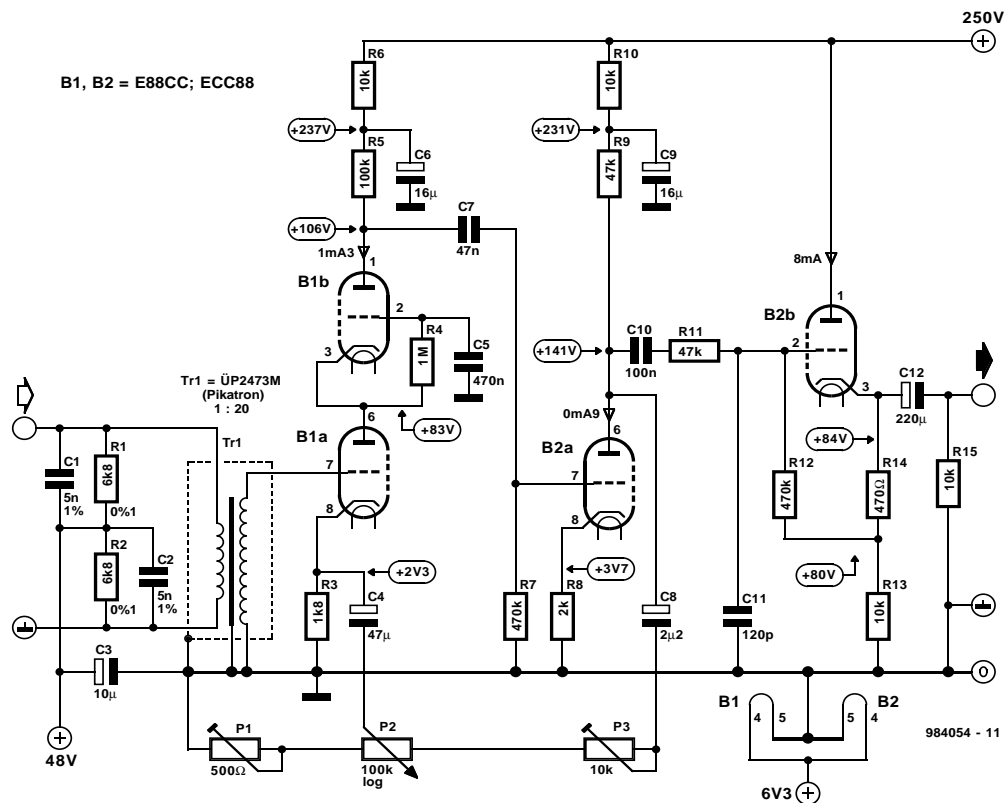 250V
B1, B2 = E88CC; ECC88
R6
10k
R10
10k
+237V
+231V
R5
100k
C6
16µ
R9
47k
C9
16µ
+106V
C7
47n
1mA3
1
B1b
2
3
R4
1M
C5
470n
8mA
1
B2b
2
3
+141V
C10
100n
R11
47k
C12
220µ
Tr1 = ÜP2473M
(Pikatron)
1 : 20
Tr1
6
+83V
B1a
7
8
0mA9
6
B2a
7
8
+84V
R12
470k
R14
470Ω
R15
10k
C1
5n
1%
R1
6k8
0%1
R2
6k8
0%1
C2
5n
1%
+2V3
+3V7
+80V
R3
1k8
C4
47µ
R7
470k
R8
2k
C8
2µ2
C11
120p
R13
10k
C3
10µ
0
48V
P1
500Ω
P2
100k
log
P3
10k
B1
4
5
5
4
B2
6V3
984054 - 11